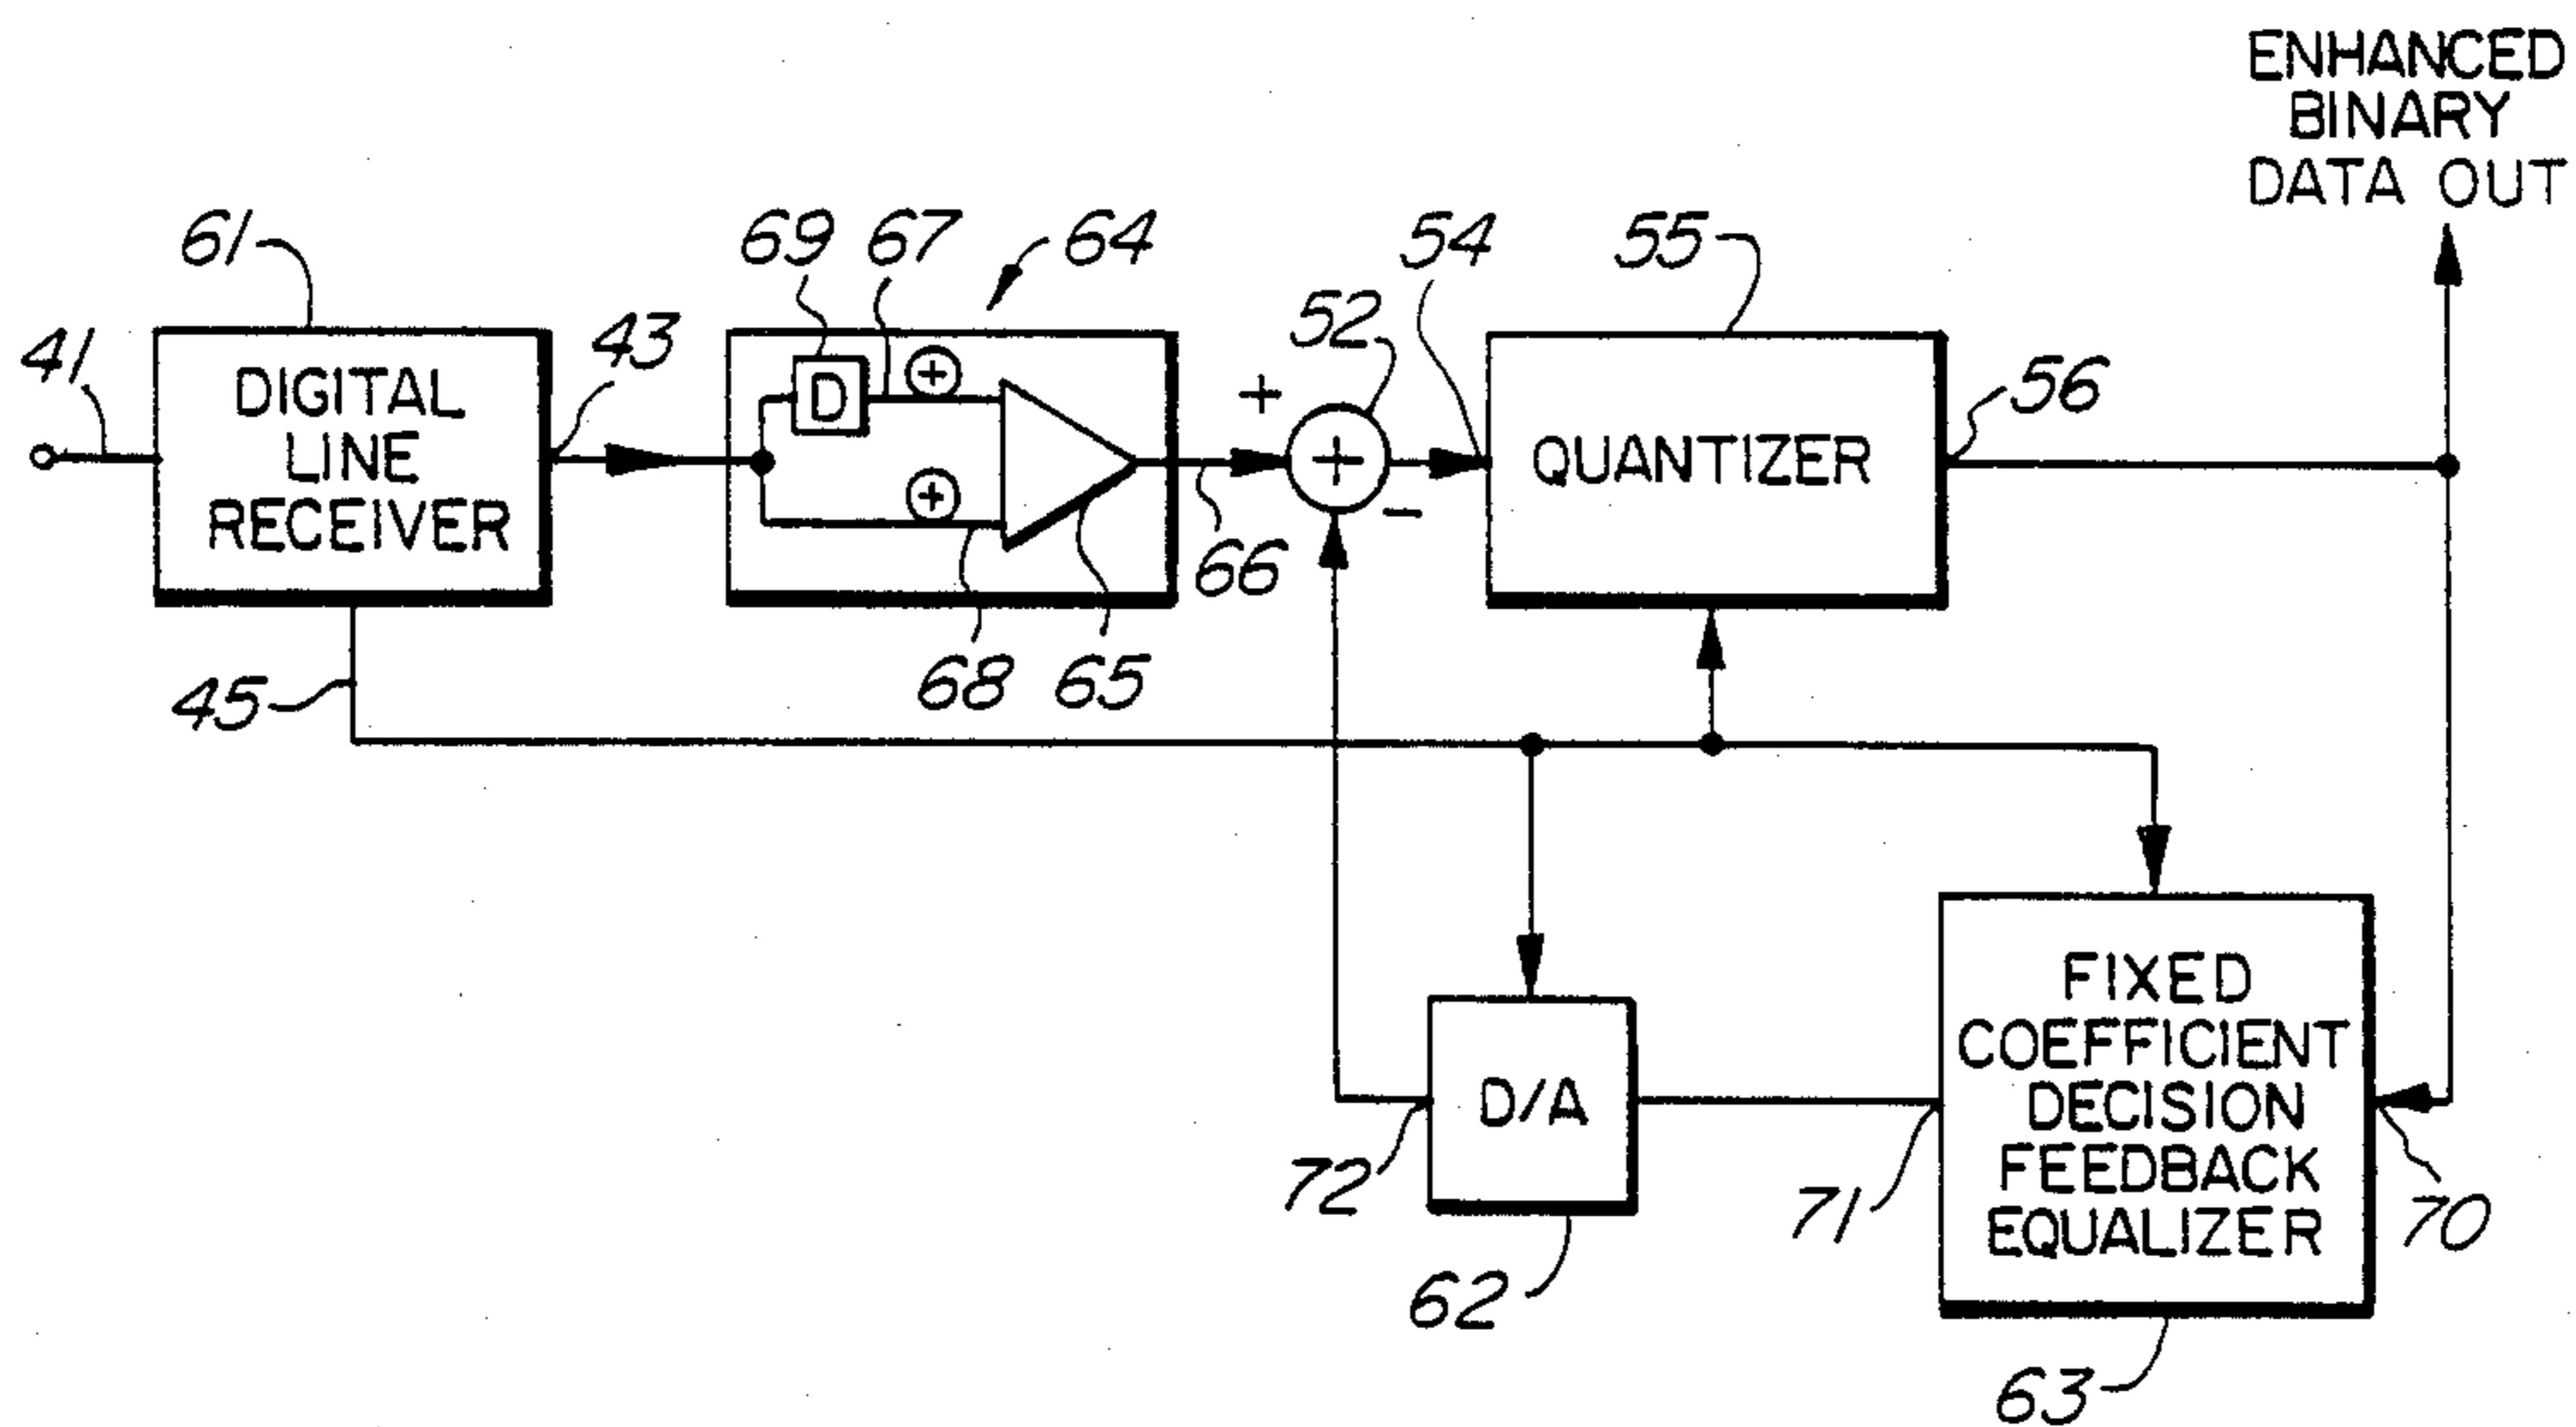 ENHANCED
BINARY
DATA OUT
61
69
67
64
54
55
41
43
52
+
56
DIGITAL
LINE
RECEIVER
D
+
+
+
QUANTIZER
-
66
45
68
65
FIXED
COEFFICIENT
DECISION
FEEDBACK
EQUALIZER
D/A
72
71
70
62
63